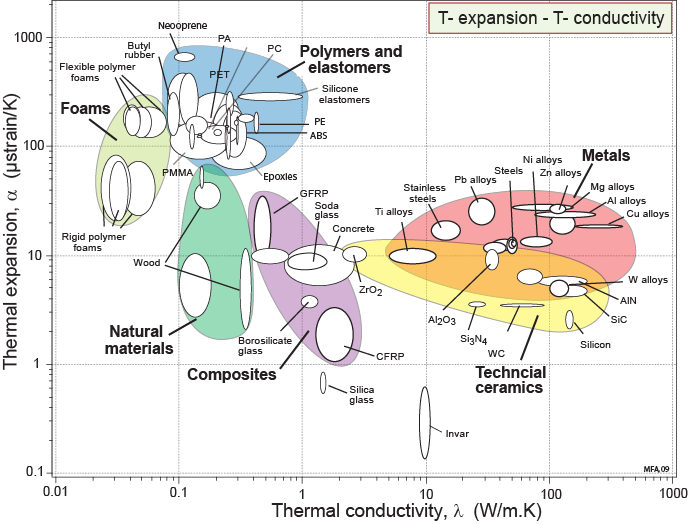 T- expansion - T- conductivity
1000
100
10
1
0.1
Thermal expansion, α (μstrain/K)
Neooprene
PA
PC
Butyl
rubber
PET
Polymers and
elastomers
Flexible polymer
foams
Silicone
elastomers
Foams
PE
ABS
PMMA
Epoxies
Rigid polymer
foams
Wood
Natural
materials
GFRP
Soda
glass
Concrete
ZrO2
Borosilicate
glass
Composites
CFRP
Silica
glass
Metals
Ni alloys
Zn alloys
Steels
Pb alloys
Mg alloys
Stainless
steels
Al alloys
Ti alloys
Cu alloys
W alloys
AlN
SiC
Al2O3
Si3N4
WC
Silicon
Techncial
ceramics
Invar
MFA, 09
0.01
0.1
1
10
100
1000
Thermal conductivity, λ (W/m.K)